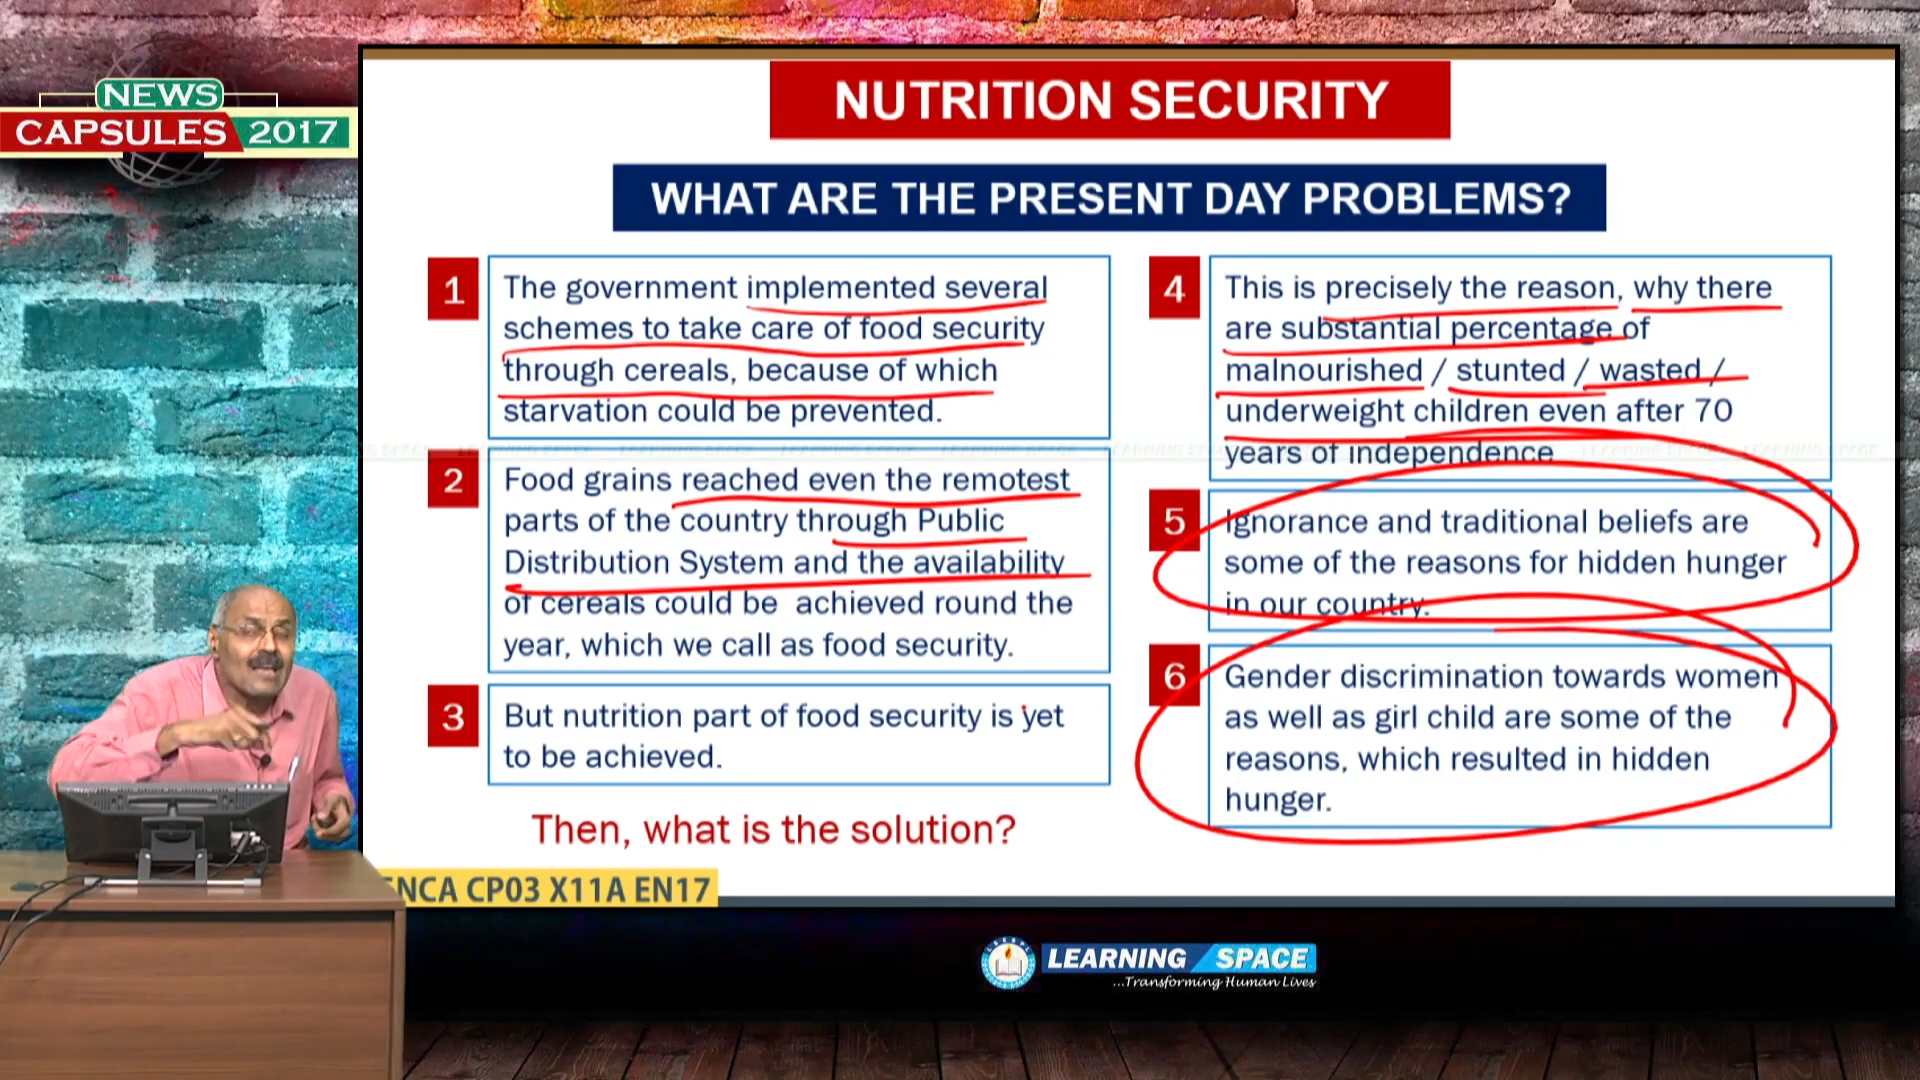 NEWS
CAPSULES 2017
NUTRITION SECURITY
WHAT ARE THE PRESENT DAY PROBLEMS?
1
The government implemented several
schemes to take care of food security
through cereals, because of which
starvation could be prevented.
2
Food grains reached even the remotest
parts of the country through Public
Distribution System and the availability
of cereals could be achieved round the
year, which we call as food security.
3
But nutrition part of food security is yet
to be achieved.
Then, what is the solution?
4
This is precisely the reason, why there
are substantial percentage of
malnourished / stunted / wasted /
underweight children even after 70
years of independence
5
Ignorance and traditional beliefs are
some of the reasons for hidden hunger
in our country.
6
Gender discrimination towards women
as well as girl child are some of the
reasons, which resulted in hidden
hunger.
CP03 X11A EN17
LEARNING SPACE
...Transforming Human Lives